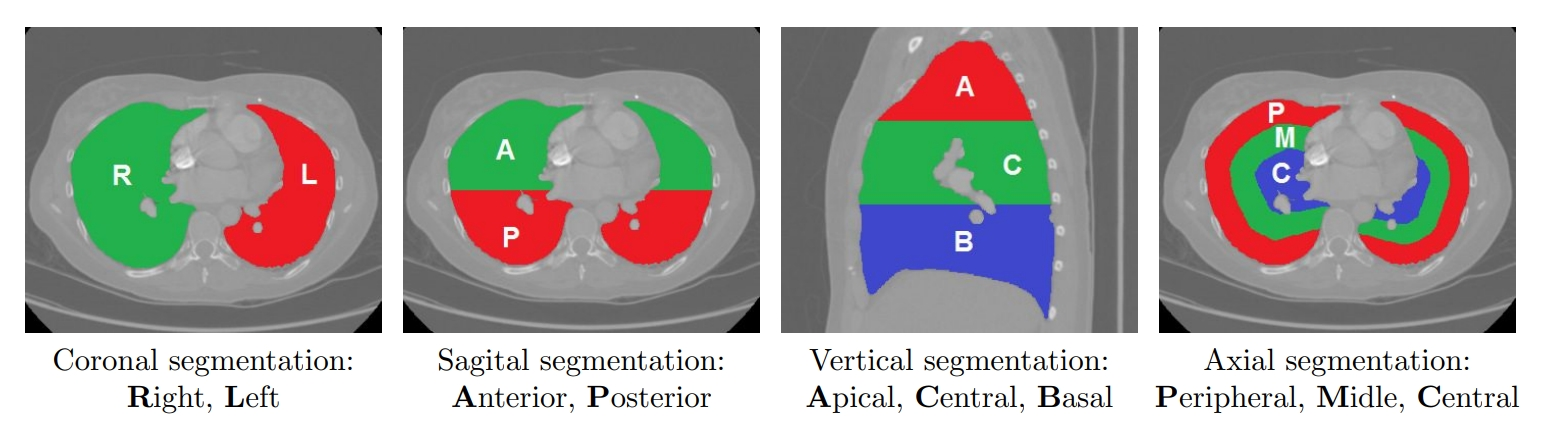 R
L
A
P
A
C
B
P
M
C
Coronal segmentation:
Right, Left
Sagital segmentation:
Anterior, Posterior
Vertical segmentation:
Apical, Central, Basal
Axial segmentation:
Peripheral, Midle, Central